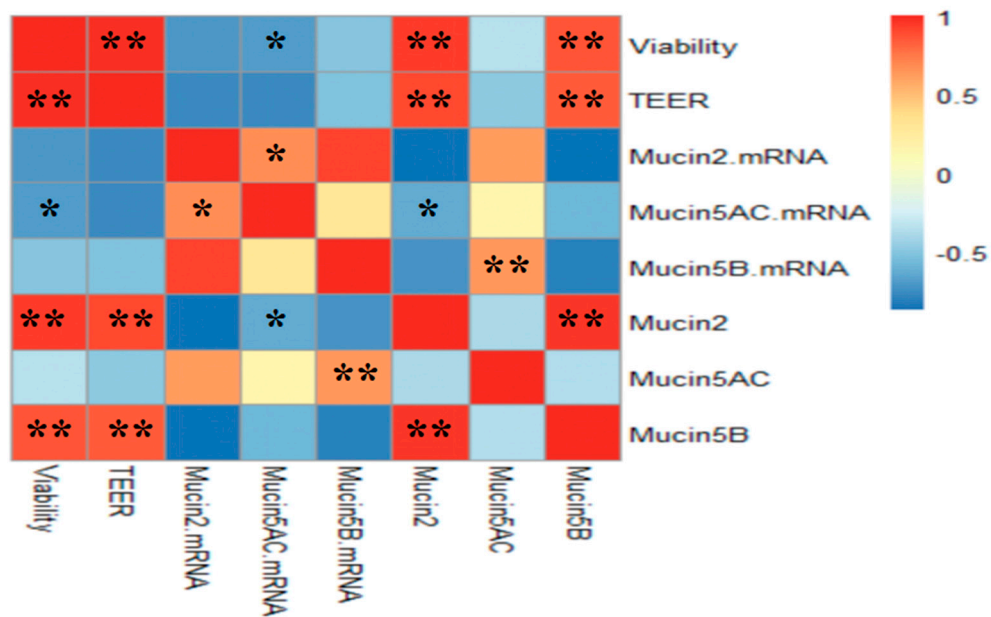 ** * ** ** Viability
** ** ** TEER
* Mucin2.mRNA
* * * Mucin5AC.mRNA
** Mucin5B.mRNA
** ** * ** Mucin2
** Mucin5AC
** ** ** Mucin5B
1
0.5
0
-0.5
Viability
TEER
Mucin2.mRNA
Mucin5AC.mRNA
Mucin5B.mRNA
Mucin2
Mucin5AC
Mucin5B